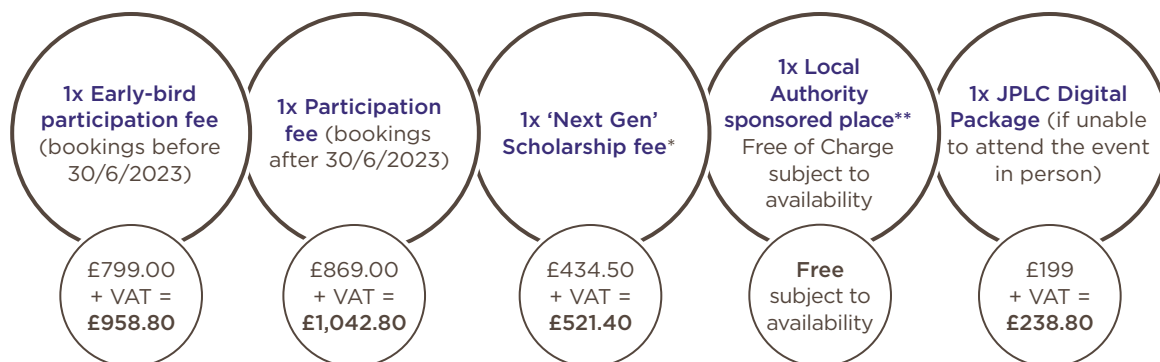 1x Early-bird
participation fee
(bookings before
30/6/2023)
£799.00
+ VAT =
£958.80
1x Participation
fee (bookings
after 30/6/2023)
£869.00
+ VAT =
£1,042.80
1x ‘Next Gen’
Scholarship fee*
£434.50
+ VAT =
£521.40
1x Local
Authority
sponsored place**
Free of Charge
subject to
availability
Free
subject to
availability
1x JPLC Digital
Package (if unable
to attend the event
in person)
£199
+ VAT =
£238.80